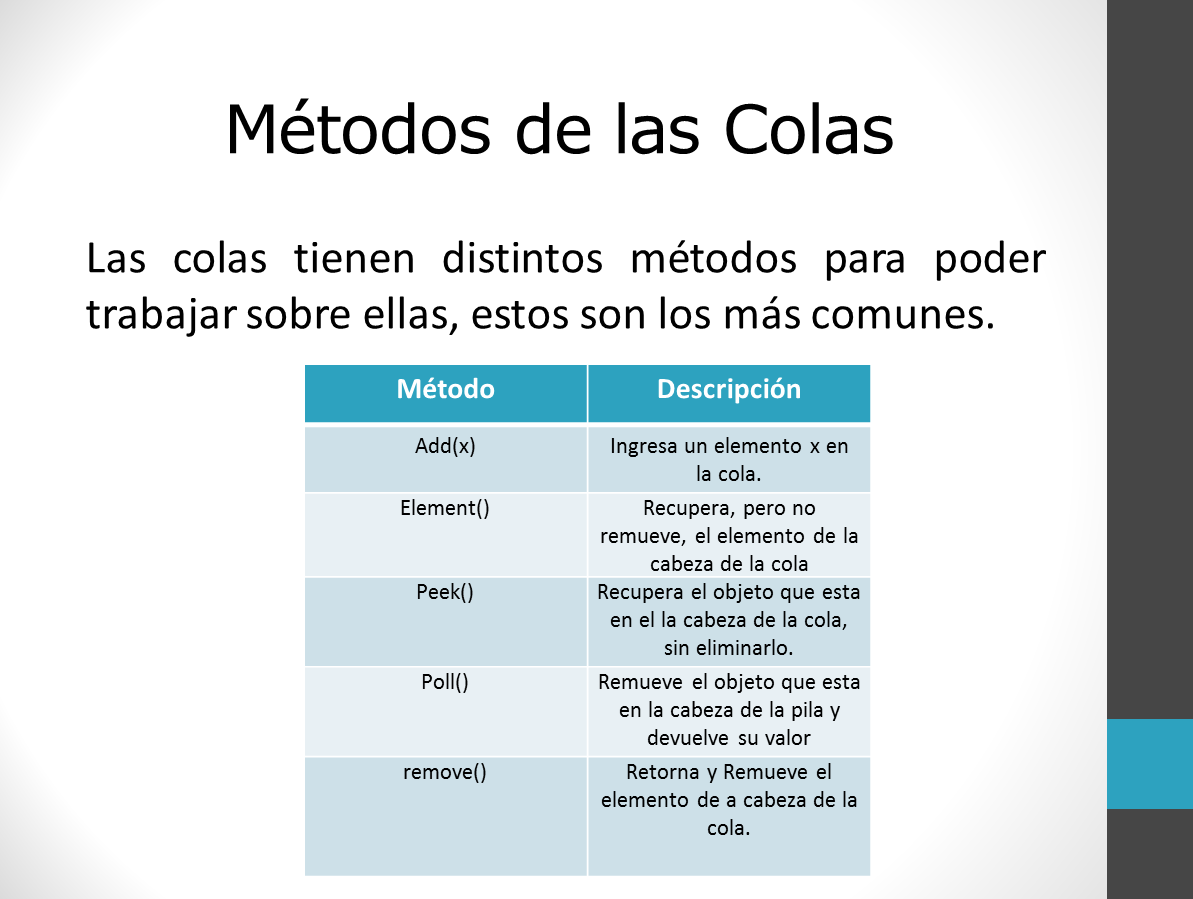 Métodos de las Colas
Las colas tienen distintos métodos para poder
trabajar sobre ellas, estos son los más comunes.
Método
Descripción
Add(x)
Ingresa un elemento x en
la cola.
Element()
Recupera, pero no
remueve, el elemento de la
cabeza de la cola
Peek()
Recupera el objeto que esta
en el la cabeza de la cola,
sin eliminarlo.
Poll()
Remueve el objeto que esta
en la cabeza de la pila y
devuelve su valor
remove()
Retorna y Remueve el
elemento de a cabeza de la
cola.